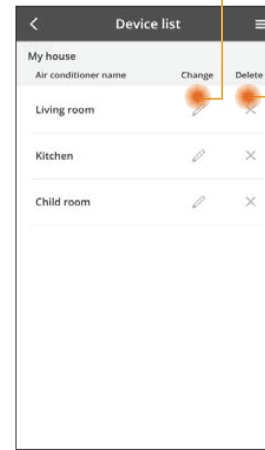 Device list
My house
Air conditioner name Change Delete
Living room
Kitchen
Child room